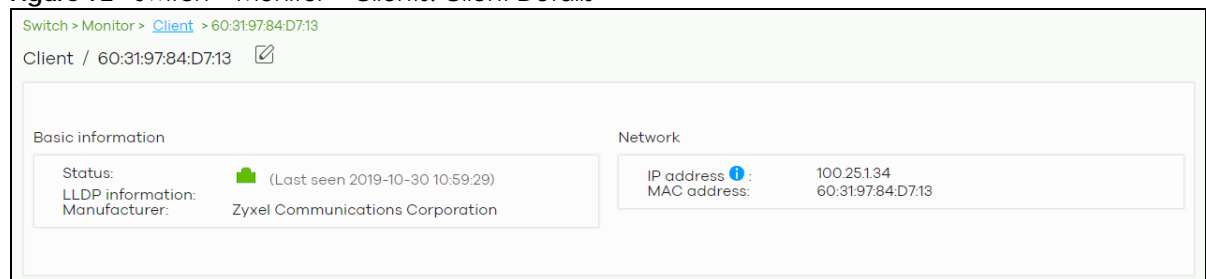 Switch > Monitor > Client > 60:31:97:84:D7:13
Client / 60:31:97:84:D7:13
Basic information
Status: (Last seen 2019-10-30 10:59:29)
LLDP information:
Manufacturer: Zyxel Communications Corporation
Network
IP address i : 100.25.1.34
MAC address: 60:31:97:84:D7:13